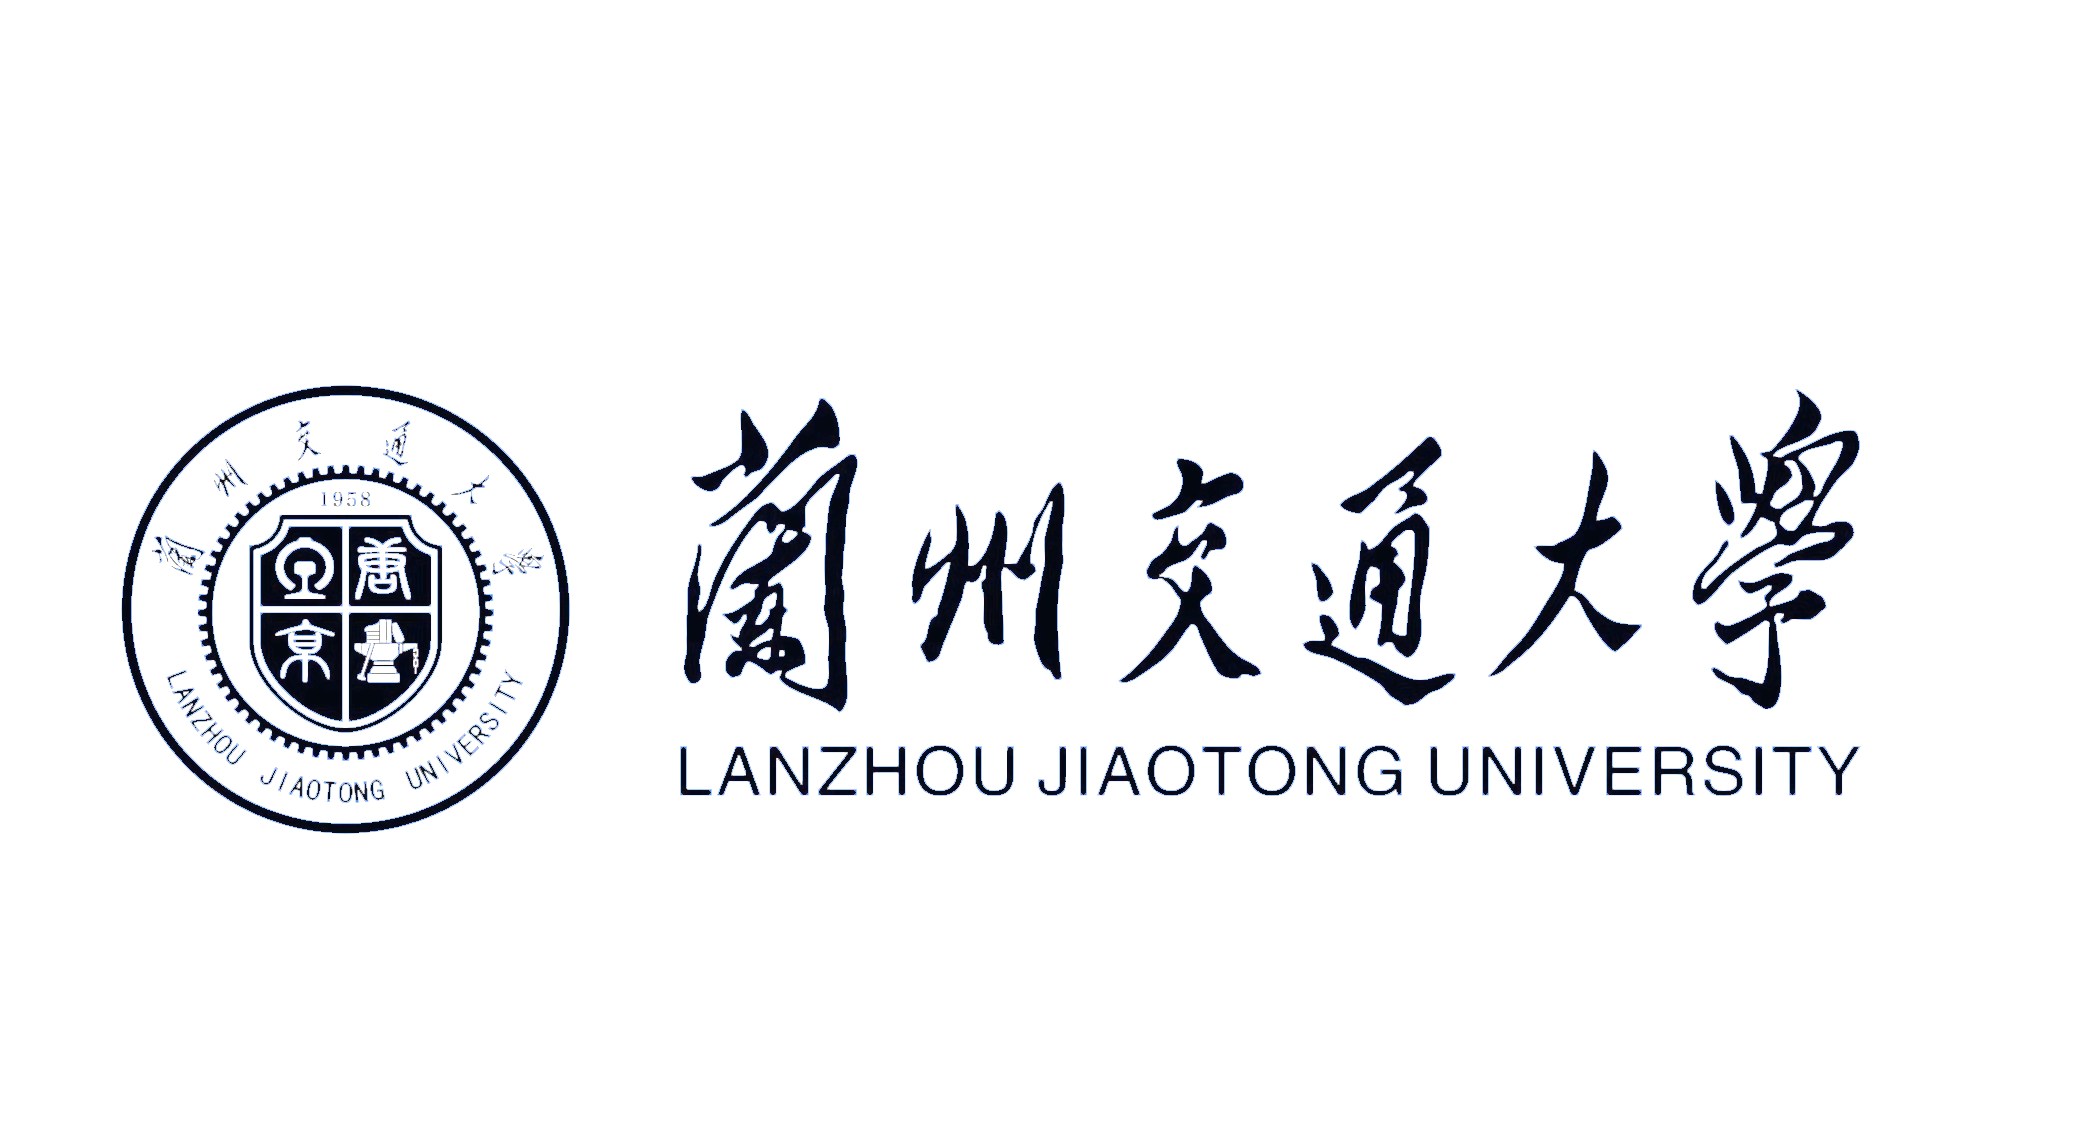 蘭州交通大學
1958
LANZHOU JIAOTONG UNIVERSITY
蘭州交通大學
LANZHOU JIAOTONG UNIVERSITY